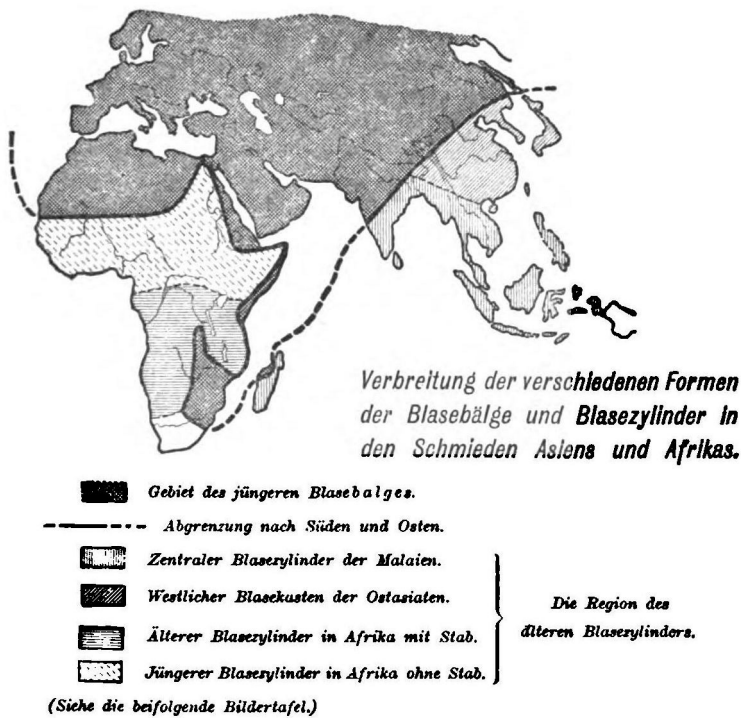 Verbreitung der verschiedenen Formen
der Blasebälge und Blasezylinder in
den Schmieden Asiens und Afrikas.
Gebiet des jüngeren Blasebalges.
Abgrenzung nach Süden und Osten.
Zentraler Blasezylinder der Malaien.
Westlicher Blasekasten der Ostasiaten.
Älterer Blasezylinder in Afrika mit Stab.
Jüngerer Blasezylinder in Afrika ohne Stab.
Die Region des
älteren Blasezylinders.
(Siehe die beifolgende Bildertafel.)